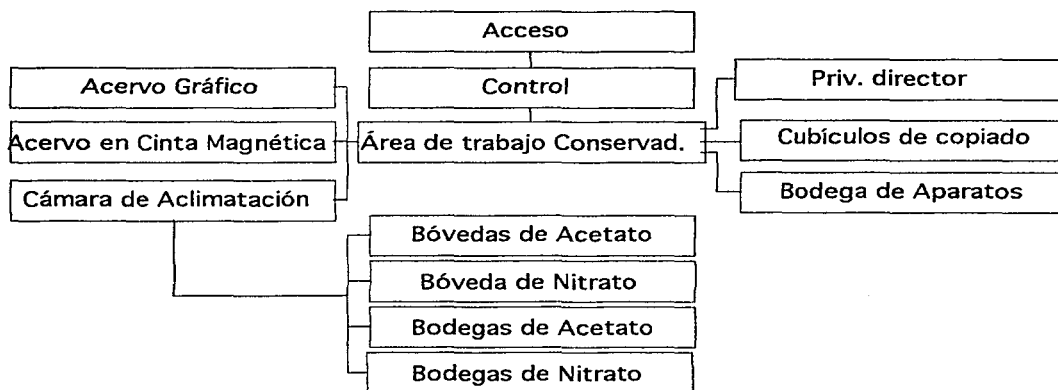 Acceso
Control
Acervo Gráfico
Priv. director
Acervo en Cinta Magnética
Área de trabajo Conservad.
Cubículos de copiado
Cámara de Aclimatación
Bodega de Aparatos
Bóvedas de Acetato
Bóveda de Nitrato
Bodegas de Acetato
Bodegas de Nitrato